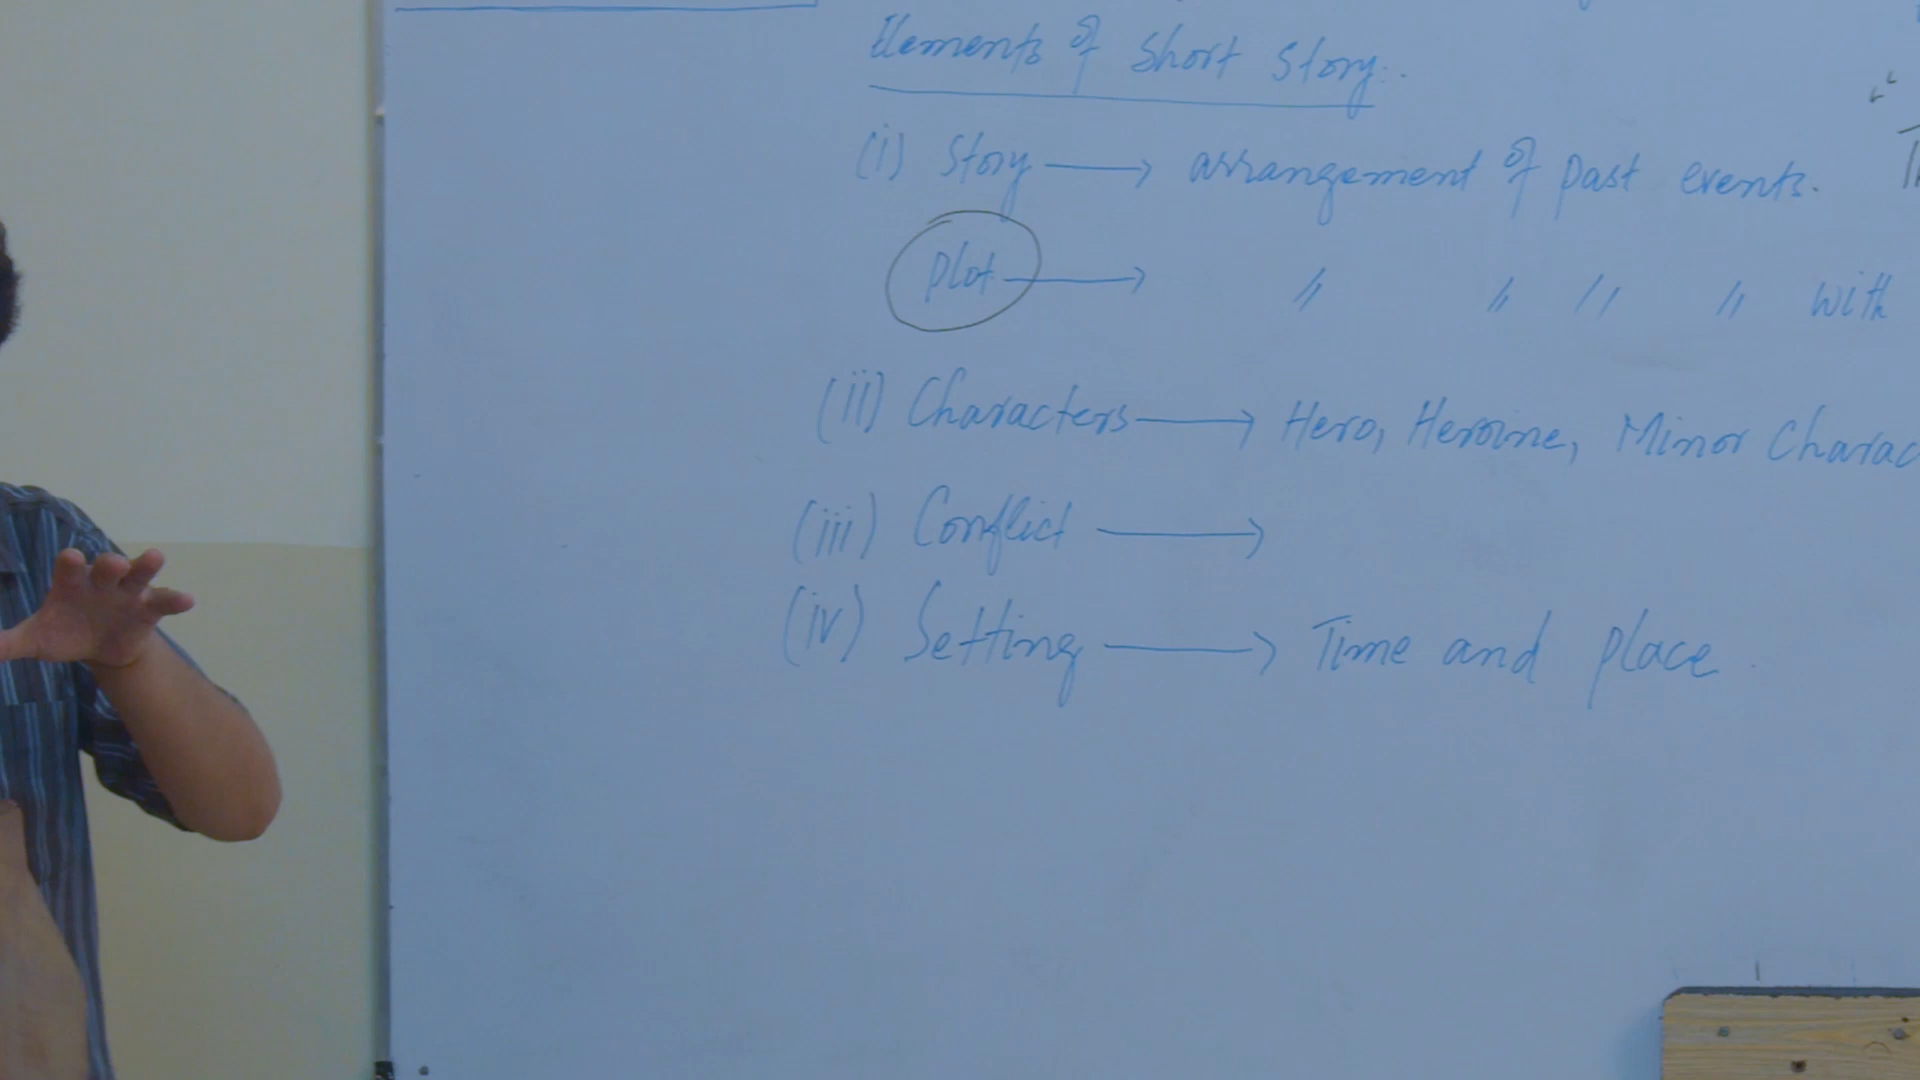 Elements of Short Story:.
(i) Story → arrangement of past events.
Plot → " " " " with
(ii) Characters → Hero, Heroine, Minor Charac
(iii) Conflict →
(iv) Setting → Time and place